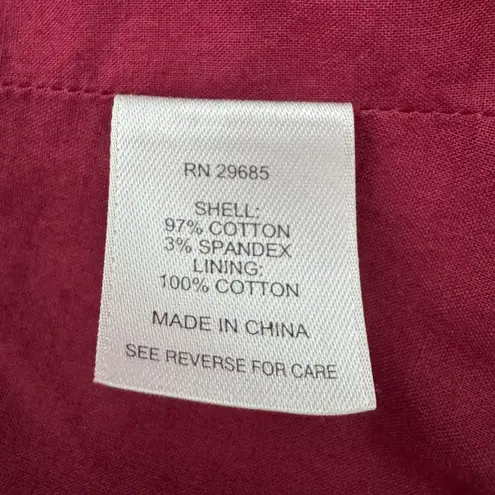 RN 29685
SHELL:
97% COTTON
3% SPANDEX
LINING:
100% COTTON
MADE IN CHINA
SEE REVERSE FOR CARE